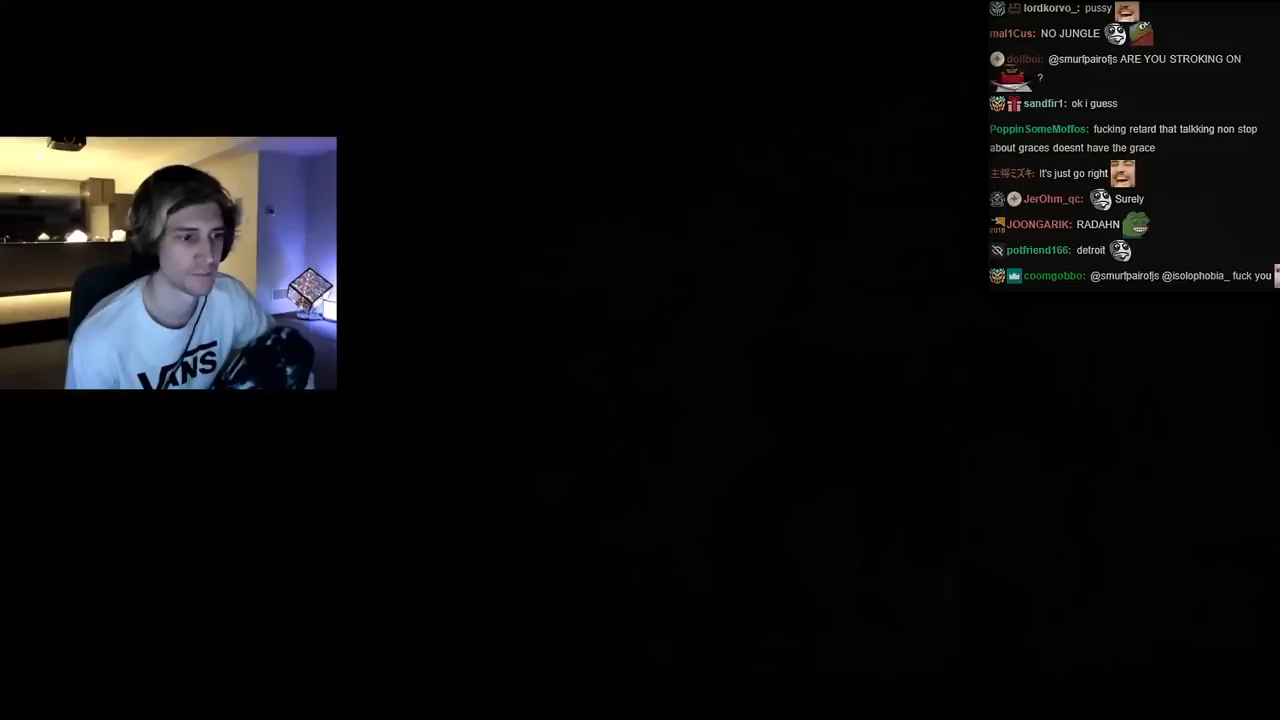 lordkorvo_: pussy
mal1Cus: NO JUNGLE
dollboi: @smurfpairofjs ARE YOU STROKING ON
?
sandfir1: ok i guess
PoppinSomeMoffos: fucking retard that talkking non stop
about graces doesnt have the grace
主将ミズキ: It's just go right
JerOhm_qc: Surely
2019 JOONGARIK: RADAHN
potfriend166: detroit
coomgobbo: @smurfpairofjs @isolophobia_ fuck you
VANS